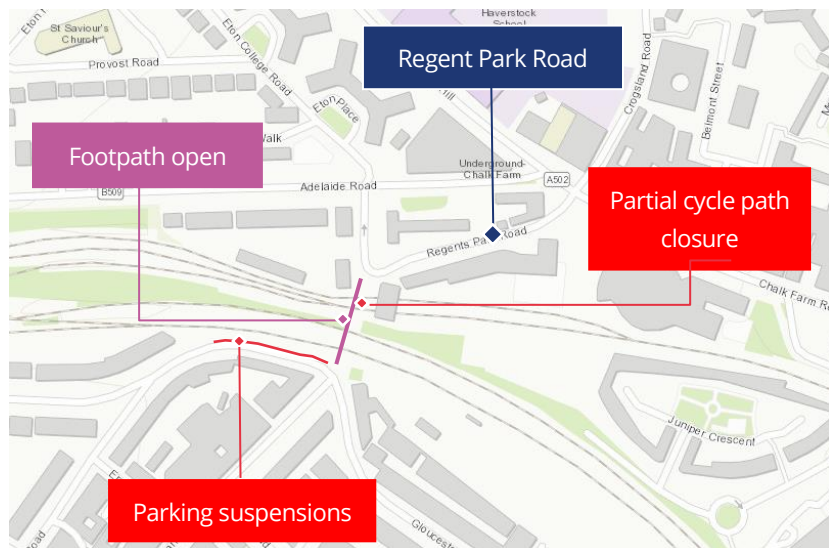 Haverstock
School
St Saviour's
Church
Eton
Provost Road
Eton College Road
Regent Park Road
Hill
Crogsland Road
Belmont Street
Eton Place
Footpath open
Walk
Underground-
Chalk Farm
B509
Adelaide Road
A502
Partial cycle path
closure
Regents Park Road
Chalk Farm
Juniper Crescent
Parking suspensions
Road